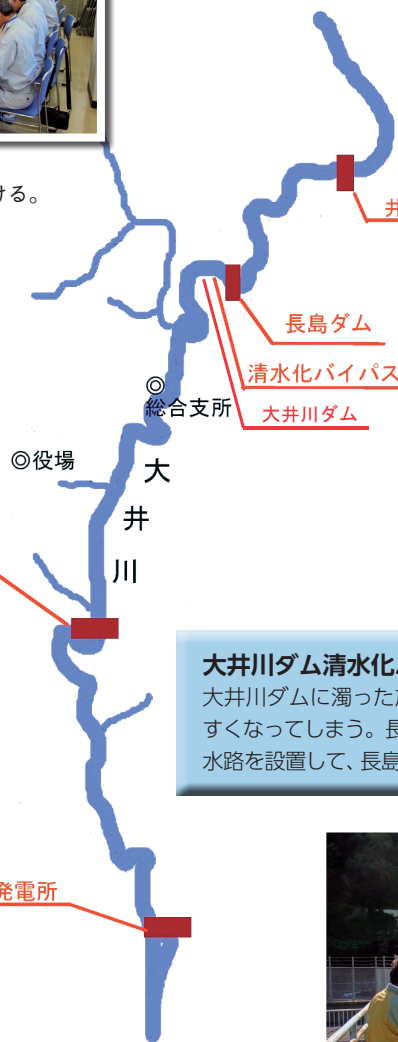 ける。
井
長島ダム
清水化バイパス
大井川ダム
◎
総合支所
◎役場
大
井
川
大井川ダム清水化
大井川ダムに濁った
すくなってしまう。長
水路を設置して、長島
発電所